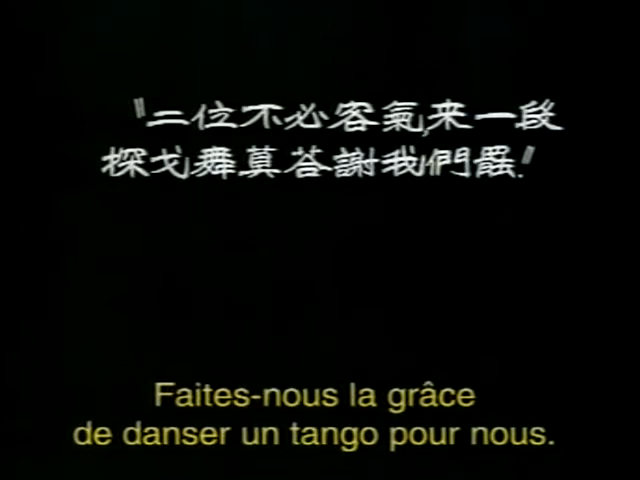 "二位不必客氣,来一段
探戈舞莫荅謝我們罷."
Faites-nous la grâce
de danser un tango pour nous.